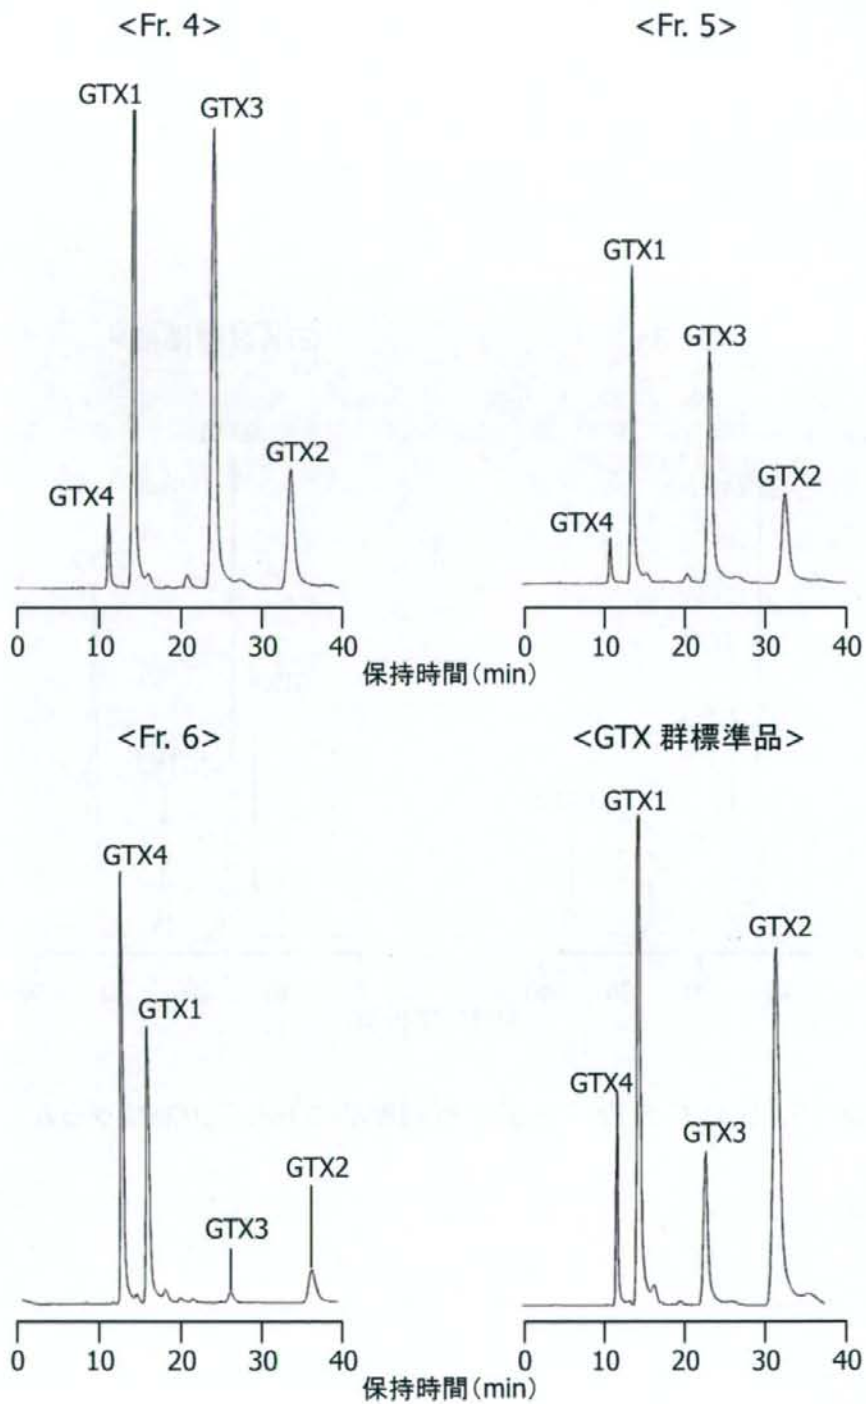 <Fr. 4>
<Fr. 5>
GTX1
GTX3
GTX2
GTX4
GTX1
GTX3
GTX2
GTX4
0 10 20 30 40
0 10 20 30 40
保持時間(min)
<Fr. 6>
<GTX 群標準品>
GTX4
GTX1
GTX3
GTX2
GTX1
GTX2
GTX4
GTX3
0 10 20 30 40
0 10 20 30 40
保持時間(min)